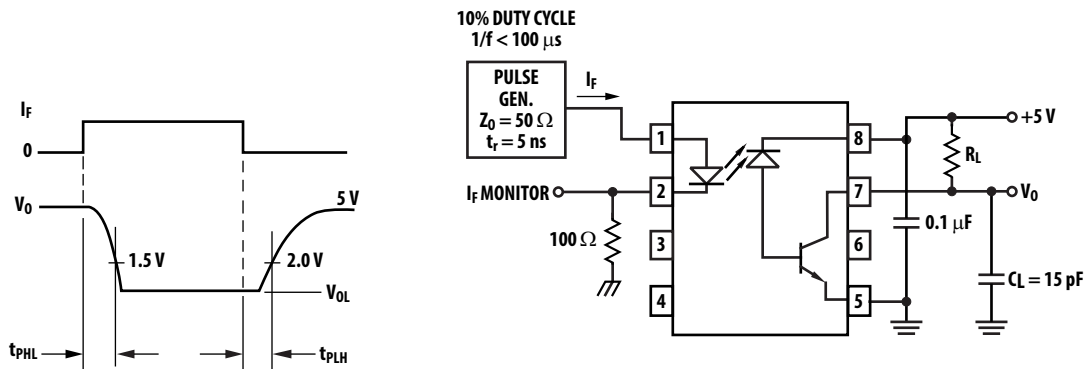 I_F
0
V_O
5 V
1.5 V
2.0 V
V_OL
t_PHL
t_PLH
10% DUTY CYCLE
1/f < 100 µs
PULSE
GEN.
Z_0 = 50 Ω
t_r = 5 ns
I_F
I_F MONITOR
100 Ω
1
2
3
4
8
7
6
5
+5 V
R_L
V_O
0.1 µF
C_L = 15 pF